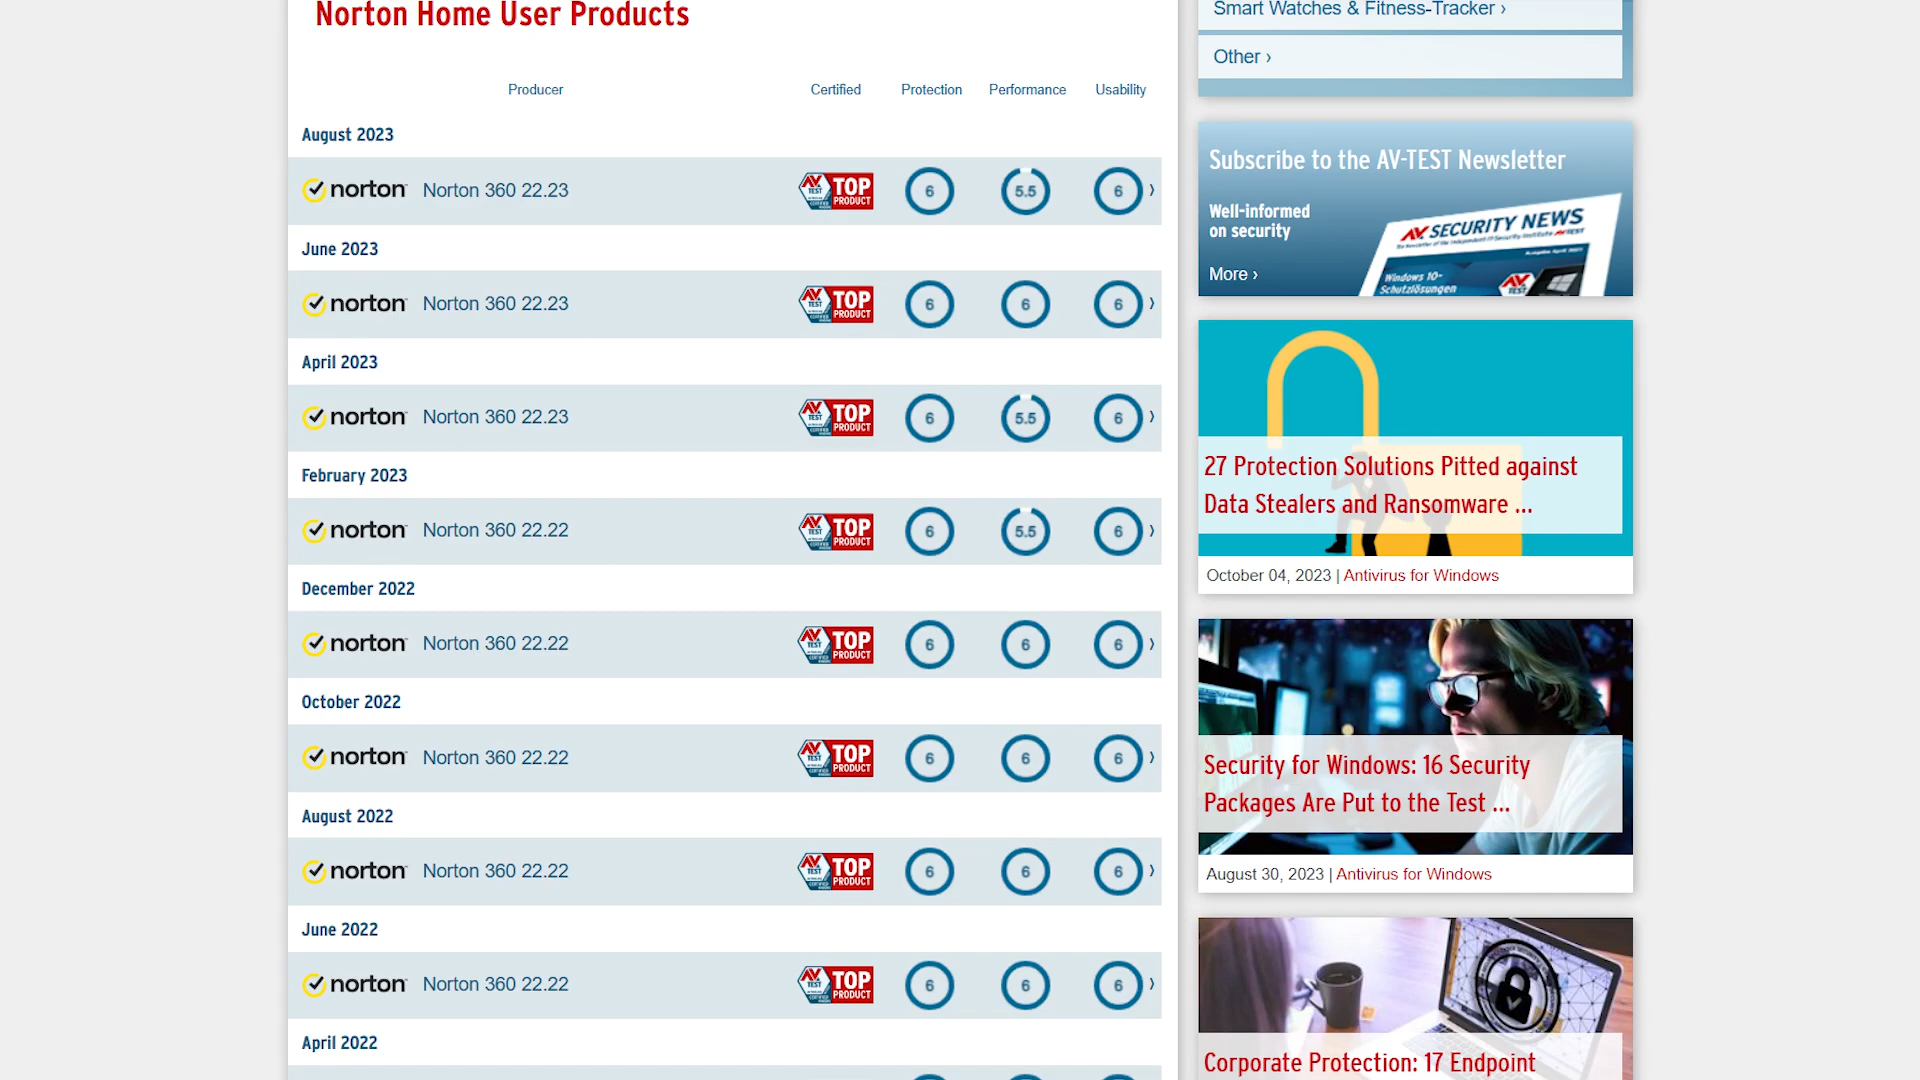 Norton Home User Products
Producer Certified Protection Performance Usability
August 2023
norton Norton 360 22.23 AV TEST TOP PRODUCT 6 5.5 6 ›
June 2023
norton Norton 360 22.23 AV TEST TOP PRODUCT 6 6 6 ›
April 2023
norton Norton 360 22.23 AV TEST TOP PRODUCT 6 5.5 6 ›
February 2023
norton Norton 360 22.22 AV TEST TOP PRODUCT 6 5.5 6 ›
December 2022
norton Norton 360 22.22 AV TEST TOP PRODUCT 6 6 6 ›
October 2022
norton Norton 360 22.22 AV TEST TOP PRODUCT 6 6 6 ›
August 2022
norton Norton 360 22.22 AV TEST TOP PRODUCT 6 6 6 ›
June 2022
norton Norton 360 22.22 AV TEST TOP PRODUCT 6 6 6 ›
April 2022
Smart Watches & Fitness-Tracker ›
Other ›
Subscribe to the AV-TEST Newsletter
Well-informed
on security
More ›
AV SECURITY NEWS
Windows 10-
Schutzlösungen
AV TEST
27 Protection Solutions Pitted against
Data Stealers and Ransomware ...
October 04, 2023 | Antivirus for Windows
Security for Windows: 16 Security
Packages Are Put to the Test ...
August 30, 2023 | Antivirus for Windows
Corporate Protection: 17 Endpoint